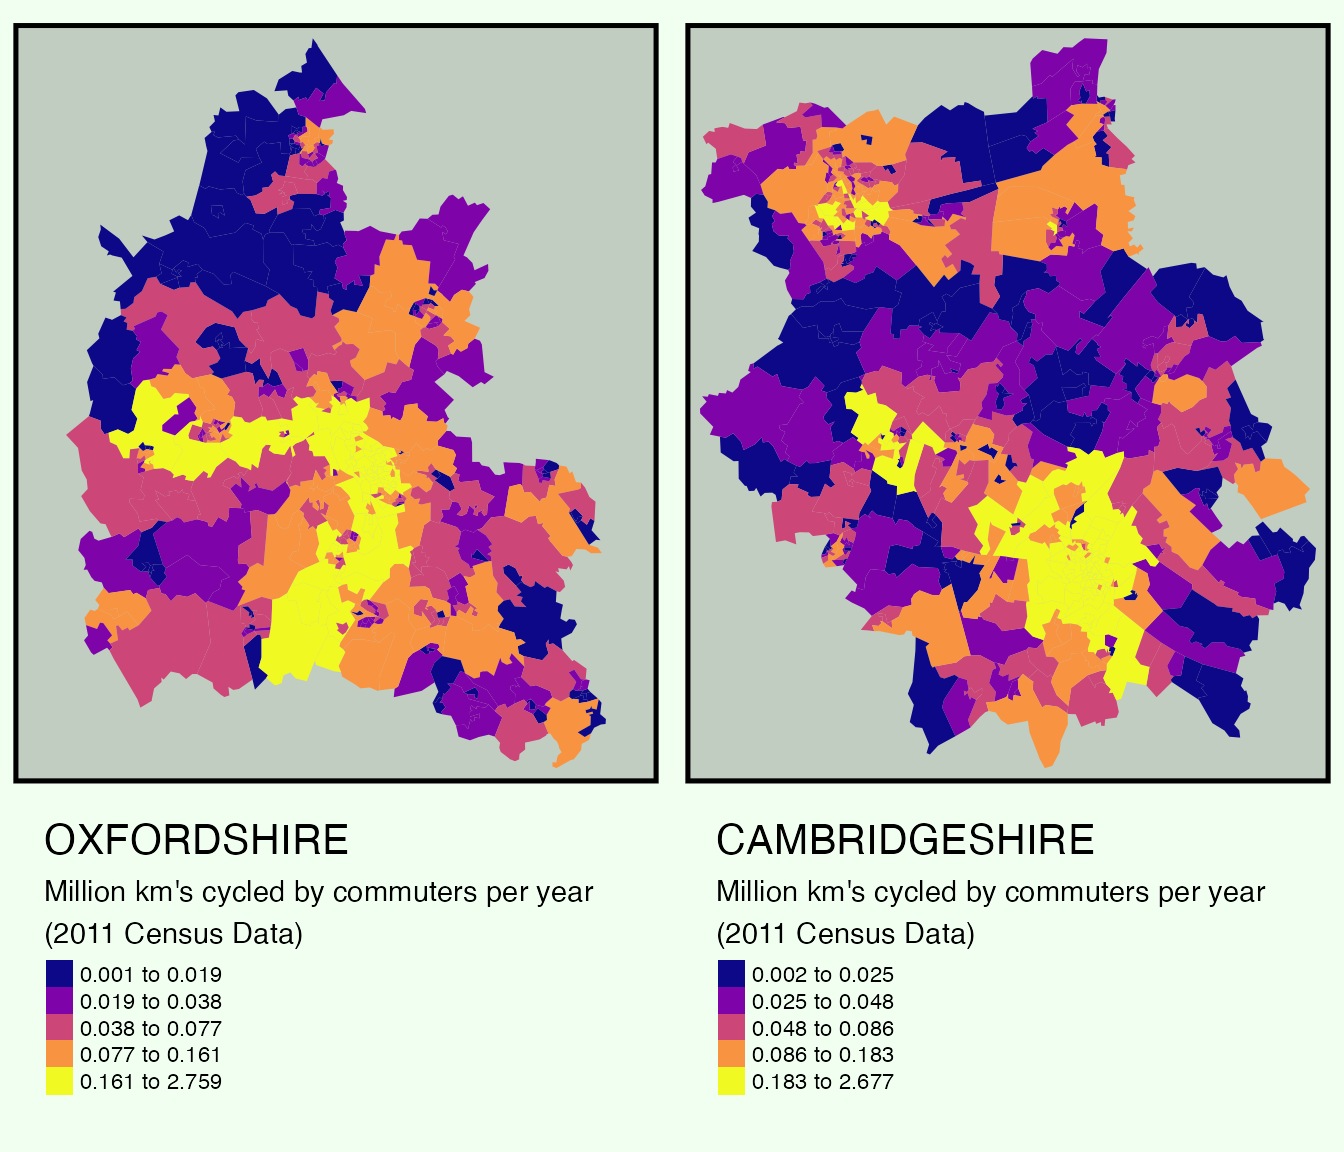 OXFORDSHIRE
Million km's cycled by commuters per year
(2011 Census Data)
0.001 to 0.019
0.019 to 0.038
0.038 to 0.077
0.077 to 0.161
0.161 to 2.759
CAMBRIDGESHIRE
Million km's cycled by commuters per year
(2011 Census Data)
0.002 to 0.025
0.025 to 0.048
0.048 to 0.086
0.086 to 0.183
0.183 to 2.677